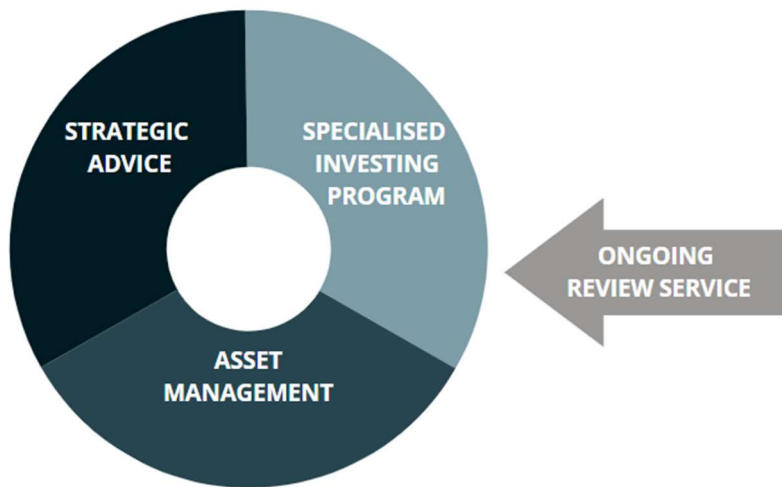 STRATEGIC
ADVICE
SPECIALISED
INVESTING
PROGRAM
ONGOING
REVIEW SERVICE
ASSET
MANAGEMENT